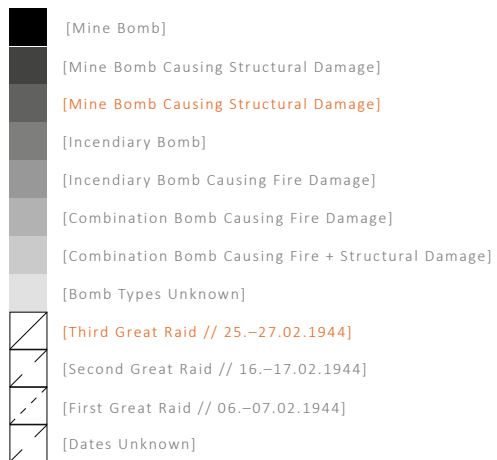 [Mine Bomb]
[Mine Bomb Causing Structural Damage]
[Mine Bomb Causing Structural Damage]
[Incendiary Bomb]
[Incendiary Bomb Causing Fire Damage]
[Combination Bomb Causing Fire Damage]
[Combination Bomb Causing Fire + Structural Damage]
[Bomb Types Unknown]
[Third Great Raid // 25.–27.02.1944]
[Second Great Raid // 16.–17.02.1944]
[First Great Raid // 06.–07.02.1944]
[Dates Unknown]